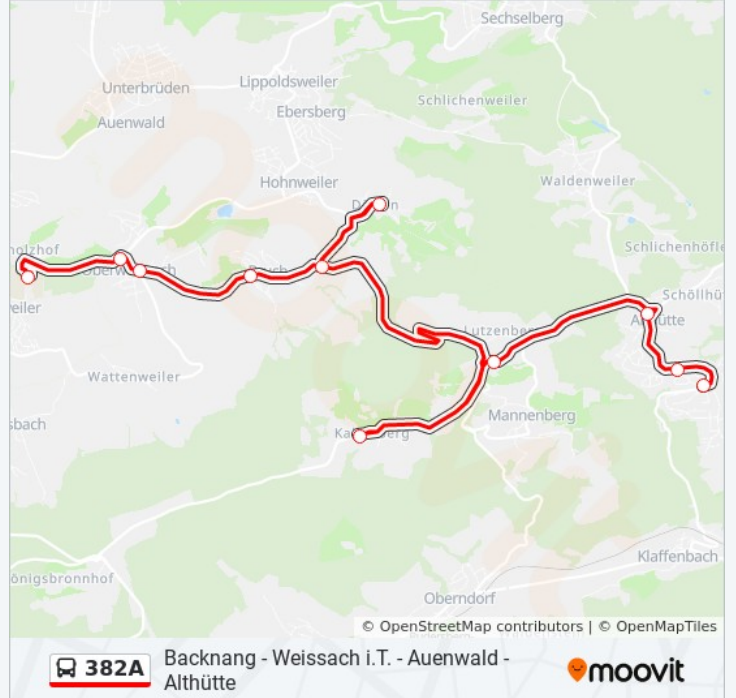 Sechselberg
Unterbrüden
Lippoldsweiler
Schlichenweiler
Ebersberg
Auenwald
Hohnweiler
Waldenweiler
Schlichenhöfle
Lutzenberg
Althütte
Wattenweiler
Mannenberg
Klaffenbach
Oberndorf
© OpenStreetMap contributors | © OpenMapTiles
382A
Backnang - Weissach i.T. - Auenwald -
Althütte
moovit